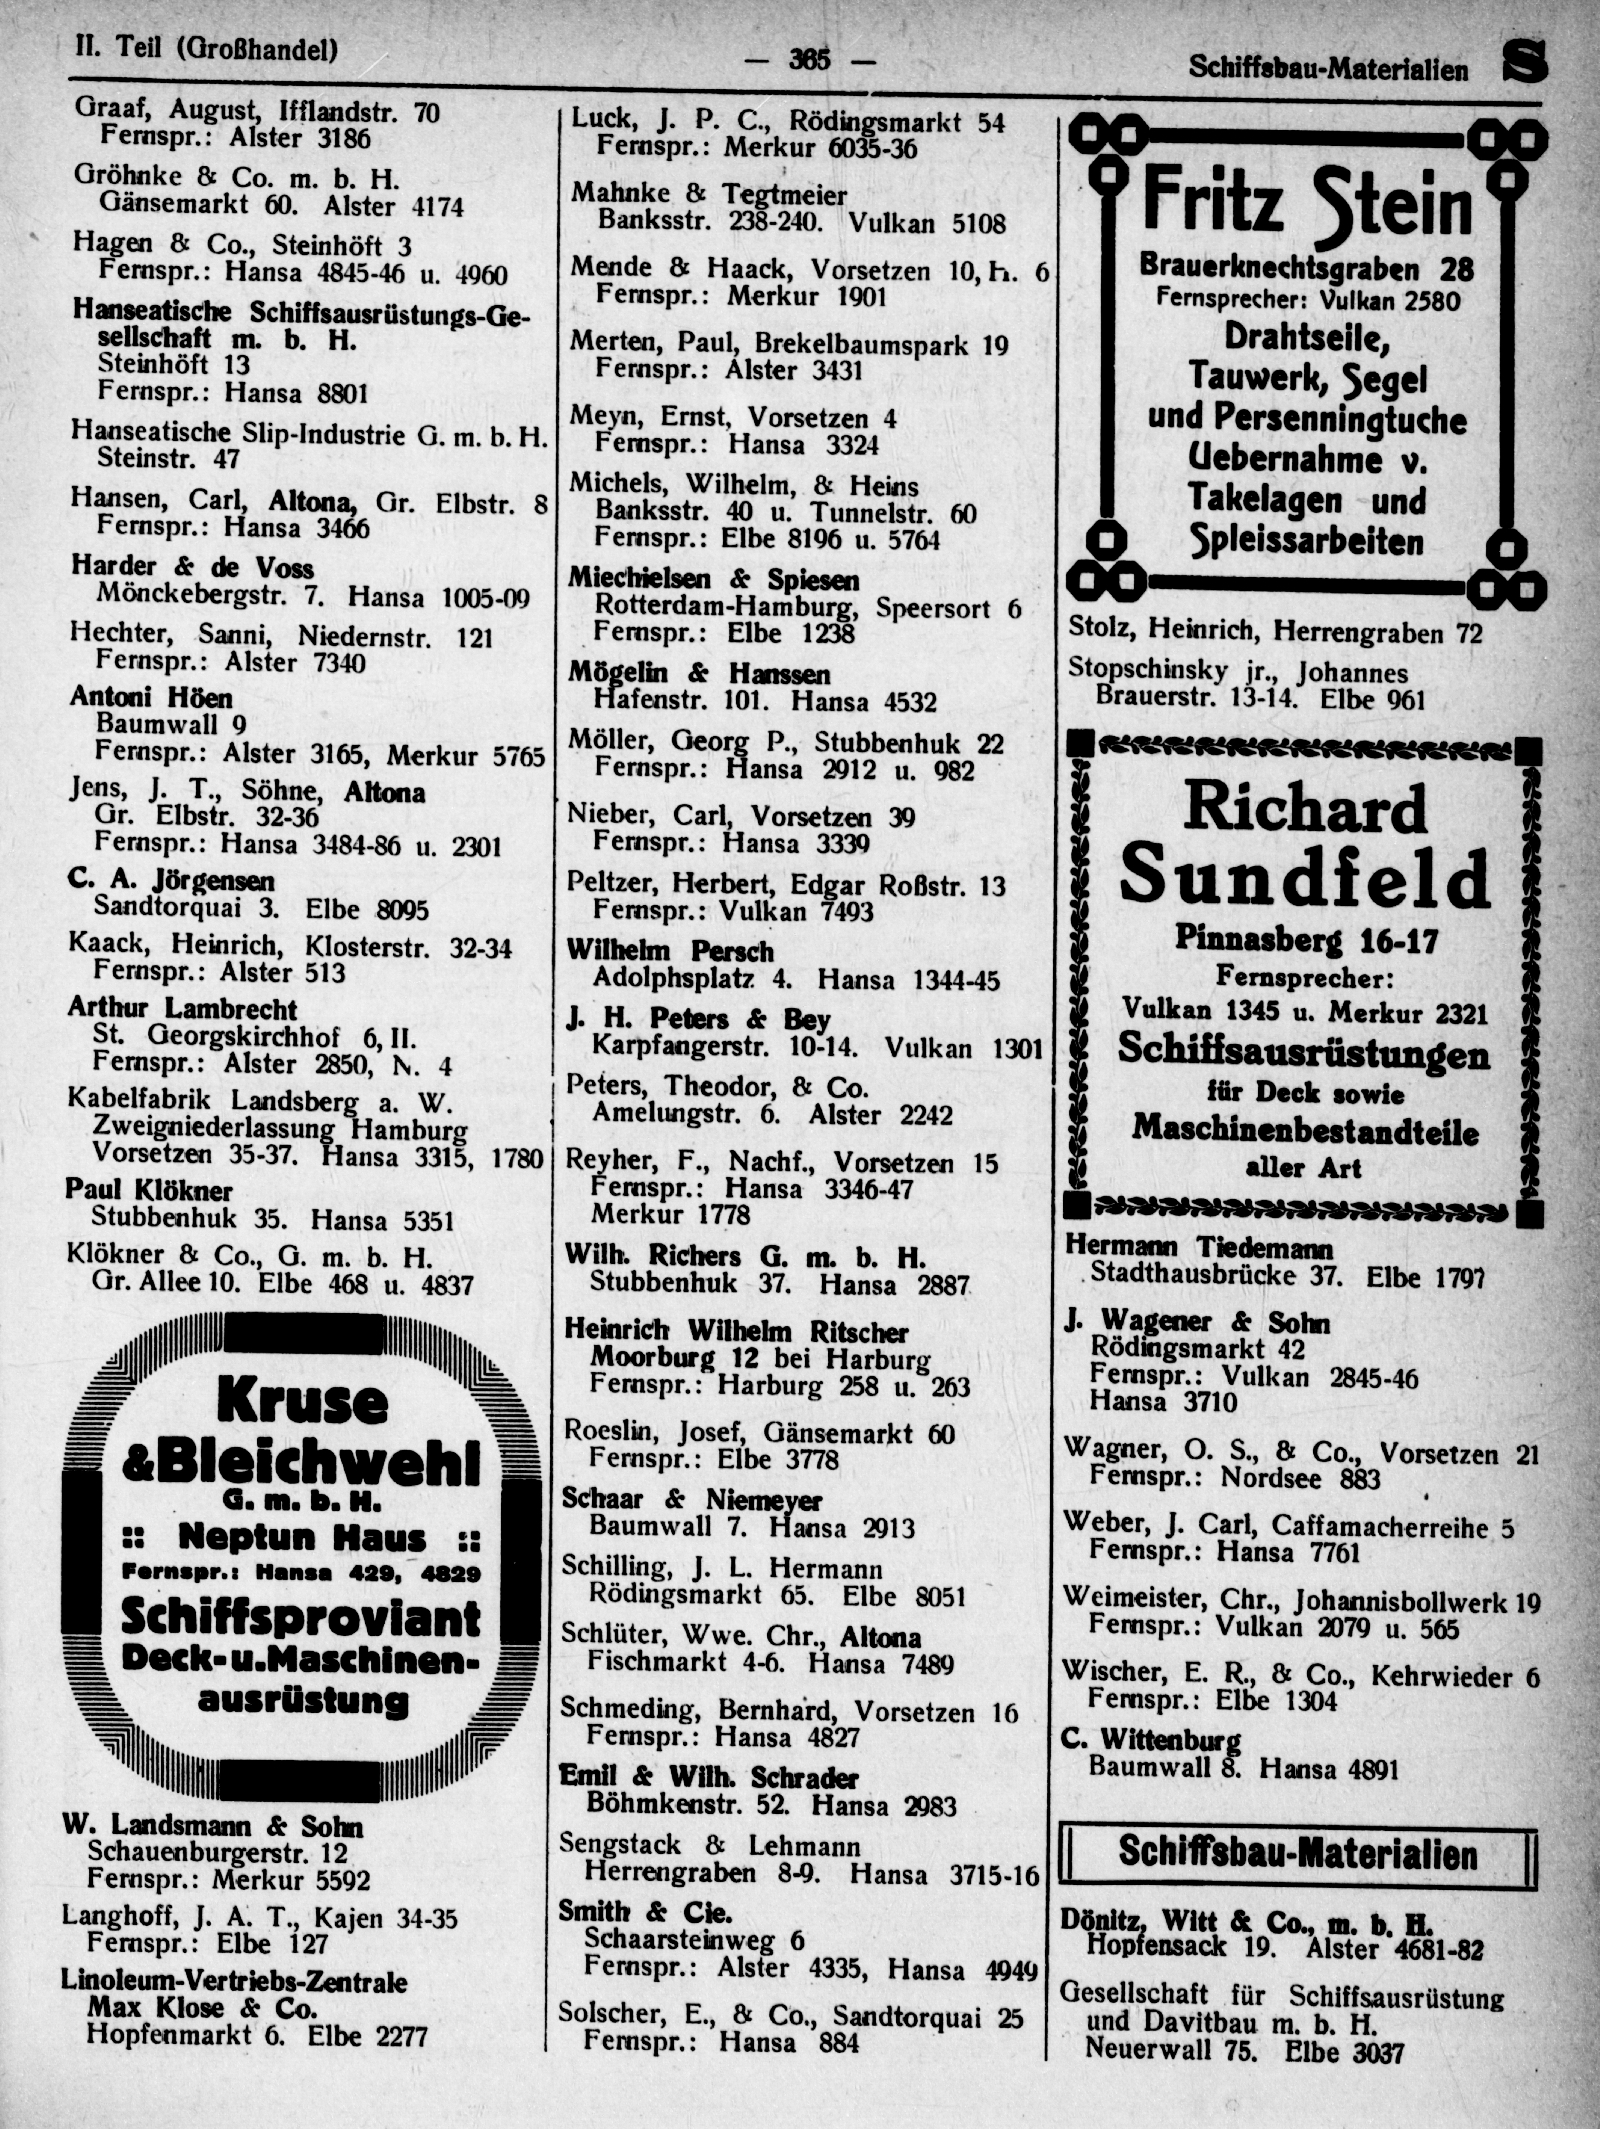 II. Teil (Großhandel)
— 365 —
Schiffsbau-Materialien S
Graaf, August, Ifflandstr. 70
Fernspr.: Alster 3186
Gröhnke & Co. m. b. H.
Gänsemarkt 60. Alster 4174
Hagen & Co., Steinhöft 3
Fernspr.: Hansa 4845-46 u. 4960
Hanseatische Schiffsausrüstungs-Ge-
sellschaft m. b. H.
Steinhöft 13
Fernspr.: Hansa 8801
Hanseatische Slip-Industrie G. m. b. H.
Steinstr. 47
Hansen, Carl, Altona, Gr. Elbstr. 8
Fernspr.: Hansa 3466
Harder & de Voss
Mönckebergstr. 7. Hansa 1005-09
Hechter, Sanni, Niedernstr. 121
Fernspr.: Alster 7340
Antoni Höen
Baumwall 9
Fernspr.: Alster 3165, Merkur 5765
Jens, J. T., Söhne, Altona
Gr. Elbstr. 32-36
Fernspr.: Hansa 3484-86 u. 2301
C. A. Jörgensen
Sandtorquai 3. Elbe 8095
Kaack, Heinrich, Klosterstr. 32-34
Fernspr.: Alster 513
Arthur Lambrecht
St. Georgskirchhof 6, II.
Fernspr.: Alster 2850, N. 4
Kabelfabrik Landsberg a. W.
Zweigniederlassung Hamburg
Vorsetzen 35-37. Hansa 3315, 1780
Paul Klökner
Stubbenhuk 35. Hansa 5351
Klökner & Co., G. m. b. H.
Gr. Allee 10. Elbe 468 u. 4837
Kruse
&Bleichwehl
G. m. b. H.
:: Neptun Haus ::
Fernspr.: Hansa 429, 4829
Schiffsproviant
Deck-u.Maschinen-
ausrüstung
W. Landsmann & Sohn
Schauenburgerstr. 12
Fernspr.: Merkur 5592
Langhoff, J. A. T., Kajen 34-35
Fernspr.: Elbe 127
Linoleum-Vertriebs-Zentrale
Max Klose & Co.
Hopfenmarkt 6. Elbe 2277
Luck, J. P. C., Rödingsmarkt 54
Fernspr.: Merkur 6035-36
Mahnke & Tegtmeier
Banksstr. 238-240. Vulkan 5108
Mende & Haack, Vorsetzen 10, h. 6
Fernspr.: Merkur 1901
Merten, Paul, Brekelbaumspark 19
Fernspr.: Alster 3431
Meyn, Ernst, Vorsetzen 4
Fernspr.: Hansa 3324
Michels, Wilhelm, & Heins
Banksstr. 40 u. Tunnelstr. 60
Fernspr.: Elbe 8196 u. 5764
Miechielsen & Spiesen
Rotterdam-Hamburg, Speersort 6
Fernspr.: Elbe 1238
Mögelin & Hanssen
Hafenstr. 101. Hansa 4532
Möller, Georg P., Stubbenhuk 22
Fernspr.: Hansa 2912 u. 982
Nieber, Carl, Vorsetzen 39
Fernspr.: Hansa 3339
Peltzer, Herbert, Edgar Roßstr. 13
Fernspr.: Vulkan 7493
Wilhelm Persch
Adolphsplatz 4. Hansa 1344-45
J. H. Peters & Bey
Karpfangerstr. 10-14. Vulkan 1301
Peters, Theodor, & Co.
Amelungstr. 6. Alster 2242
Reyher, F., Nachf., Vorsetzen 15
Fernspr.: Hansa 3346-47
Merkur 1778
Wilh. Richers G. m. b. H.
Stubbenhuk 37. Hansa 2887
Heinrich Wilhelm Ritscher
Moorburg 12 bei Harburg
Fernspr.: Harburg 258 u. 263
Roeslin, Josef, Gänsemarkt 60
Fernspr.: Elbe 3778
Schaar & Niemeyer
Baumwall 7. Hansa 2913
Schilling, J. L. Hermann
Rödingsmarkt 65. Elbe 8051
Schlüter, Wwe. Chr., Altona
Fischmarkt 4-6. Hansa 7489
Schmeding, Bernhard, Vorsetzen 16
Fernspr.: Hansa 4827
Emil & Wilh. Schrader
Böhmkenstr. 52. Hansa 2983
Sengstack & Lehmann
Herrengraben 8-9. Hansa 3715-16
Smith & Cie.
Schaarsteinweg 6
Fernspr.: Alster 4335, Hansa 4949
Solscher, E., & Co., Sandtorquai 25
Fernspr.: Hansa 884
Fritz Stein
Brauerknechtsgraben 28
Fernsprecher: Vulkan 2580
Drahtseile,
Tauwerk, Segel
und Persenningtuche
Uebernahme v.
Takelagen und
Spleissarbeiten
Stolz, Heinrich, Herrengraben 72
Stopschinsky jr., Johannes
Brauerstr. 13-14. Elbe 961
Richard
Sundfeld
Pinnasberg 16-17
Fernsprecher:
Vulkan 1345 u. Merkur 2321
Schiffsausrüstungen
für Deck sowie
Maschinenbestandteile
aller Art
Hermann Tiedemann
Stadthausbrücke 37. Elbe 1797
J. Wagener & Sohn
Rödingsmarkt 42
Fernspr.: Vulkan 2845-46
Hansa 3710
Wagner, O. S., & Co., Vorsetzen 21
Fernspr.: Nordsee 883
Weber, J. Carl, Caffamacherreihe 5
Fernspr.: Hansa 7761
Weimeister, Chr., Johannisbollwerk 19
Fernspr.: Vulkan 2079 u. 565
Wischer, E. R., & Co., Kehrwieder 6
Fernspr.: Elbe 1304
C. Wittenburg
Baumwall 8. Hansa 4891
Schiffsbau-Materialien
Dönitz, Witt & Co., m. b. H.
Hopfensack 19. Alster 4681-82
Gesellschaft für Schiffsausrüstung
und Davitbau m. b. H.
Neuerwall 75. Elbe 3037